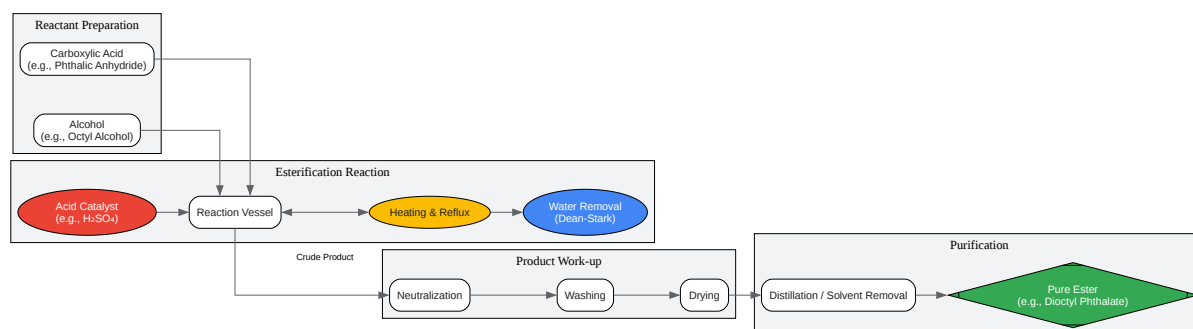 Reactant Preparation
Carboxylic Acid
(e.g., Phthalic Anhydride)
Alcohol
(e.g., Octyl Alcohol)
Esterification Reaction
Acid Catalyst
(e.g., H₂SO₄)
Reaction Vessel
Heating & Reflux
Water Removal
(Dean-Stark)
Crude Product
Product Work-up
Neutralization
Washing
Drying
Purification
Distillation / Solvent Removal
Pure Ester
(e.g., Dioctyl Phthalate)